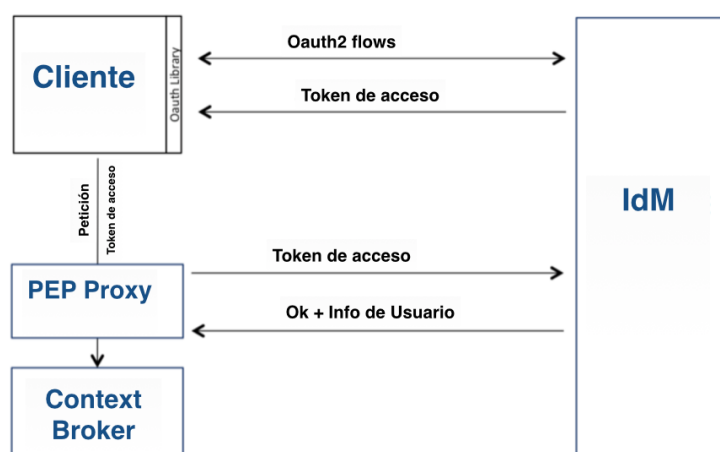 Oauth2 flows
Cliente
Oauth Library
Token de acceso
IdM
Petición
Token de acceso
Token de acceso
PEP Proxy
Ok + Info de Usuario
Context
Broker